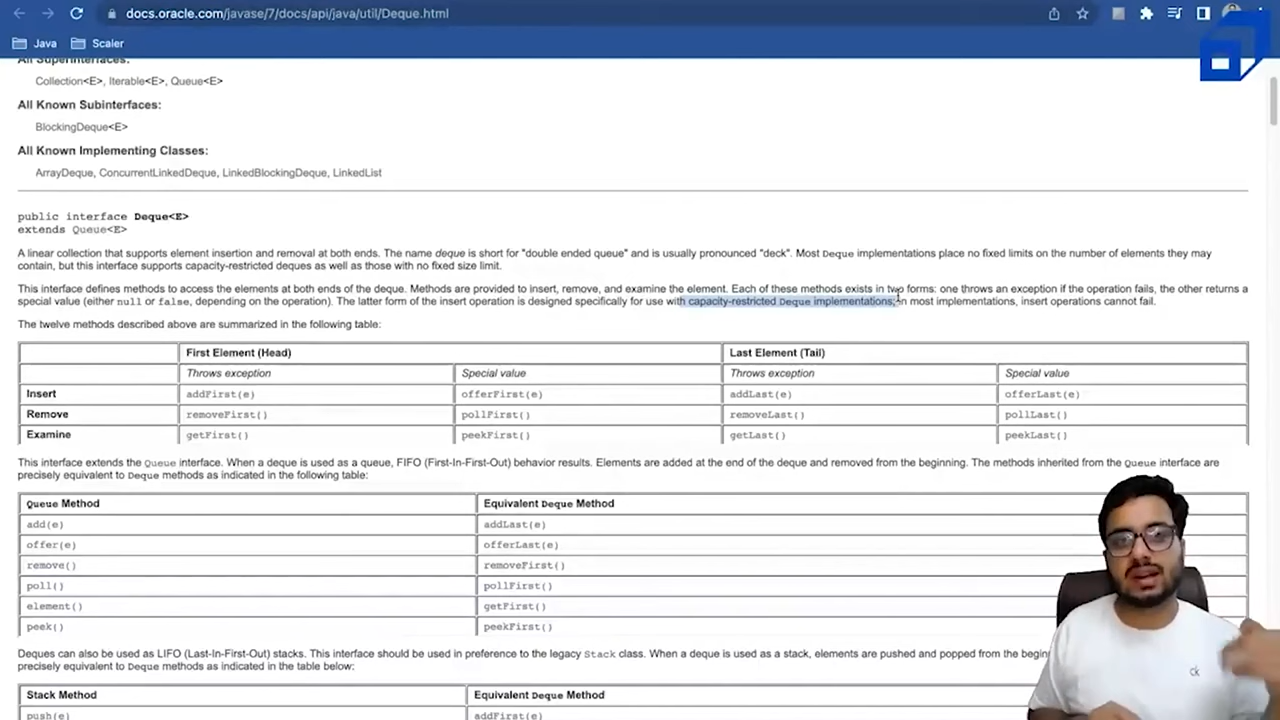 docs.oracle.com/javase/7/docs/api/java/util/Deque.html
Java Scaler
All Superinterfaces:
Collection<E>, Iterable<E>, Queue<E>
All Known Subinterfaces:
BlockingDeque<E>
All Known Implementing Classes:
ArrayDeque, ConcurrentLinkedDeque, LinkedBlockingDeque, LinkedList
public interface Deque<E>
extends Queue<E>
A linear collection that supports element insertion and removal at both ends. The name deque is short for "double ended queue" and is usually pronounced "deck". Most Deque implementations place no fixed limits on the number of elements they may
contain, but this interface supports capacity-restricted deques as well as those with no fixed size limit.
This interface defines methods to access the elements at both ends of the deque. Methods are provided to insert, remove, and examine the element. Each of these methods exists in two forms: one throws an exception if the operation fails, the other returns a
special value (either null or false, depending on the operation). The latter form of the insert operation is designed specifically for use with capacity-restricted Deque implementations; in most implementations, insert operations cannot fail.
The twelve methods described above are summarized in the following table:
First Element (Head) Last Element (Tail)
Throws exception Special value Throws exception Special value
Insert addFirst(e) offerFirst(e) addLast(e) offerLast(e)
Remove removeFirst() pollFirst() removeLast() pollLast()
Examine getFirst() peekFirst() getLast() peekLast()
This interface extends the Queue interface. When a deque is used as a queue, FIFO (First-In-First-Out) behavior results. Elements are added at the end of the deque and removed from the beginning. The methods inherited from the Queue interface are
precisely equivalent to Deque methods as indicated in the following table:
Queue Method Equivalent Deque Method
add(e) addLast(e)
offer(e) offerLast(e)
remove() removeFirst()
poll() pollFirst()
element() getFirst()
peek() peekFirst()
Deques can also be used as LIFO (Last-In-First-Out) stacks. This interface should be used in preference to the legacy Stack class. When a deque is used as a stack, elements are pushed and popped from the
precisely equivalent to Deque methods as indicated in the table below:
Stack Method Equivalent Deque Method
push(e) addFirst(e)
ck